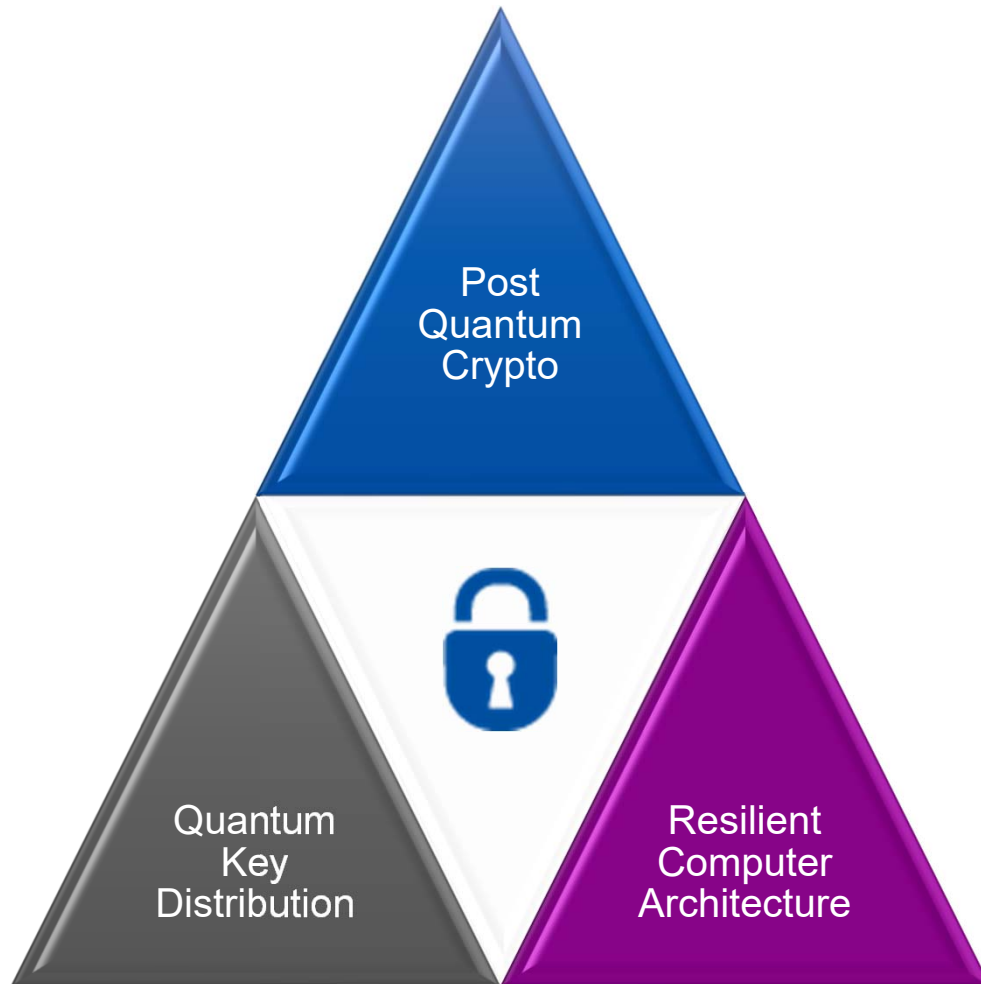 Post
Quantum
Crypto
Quantum
Key
Distribution
Resilient
Computer
Architecture